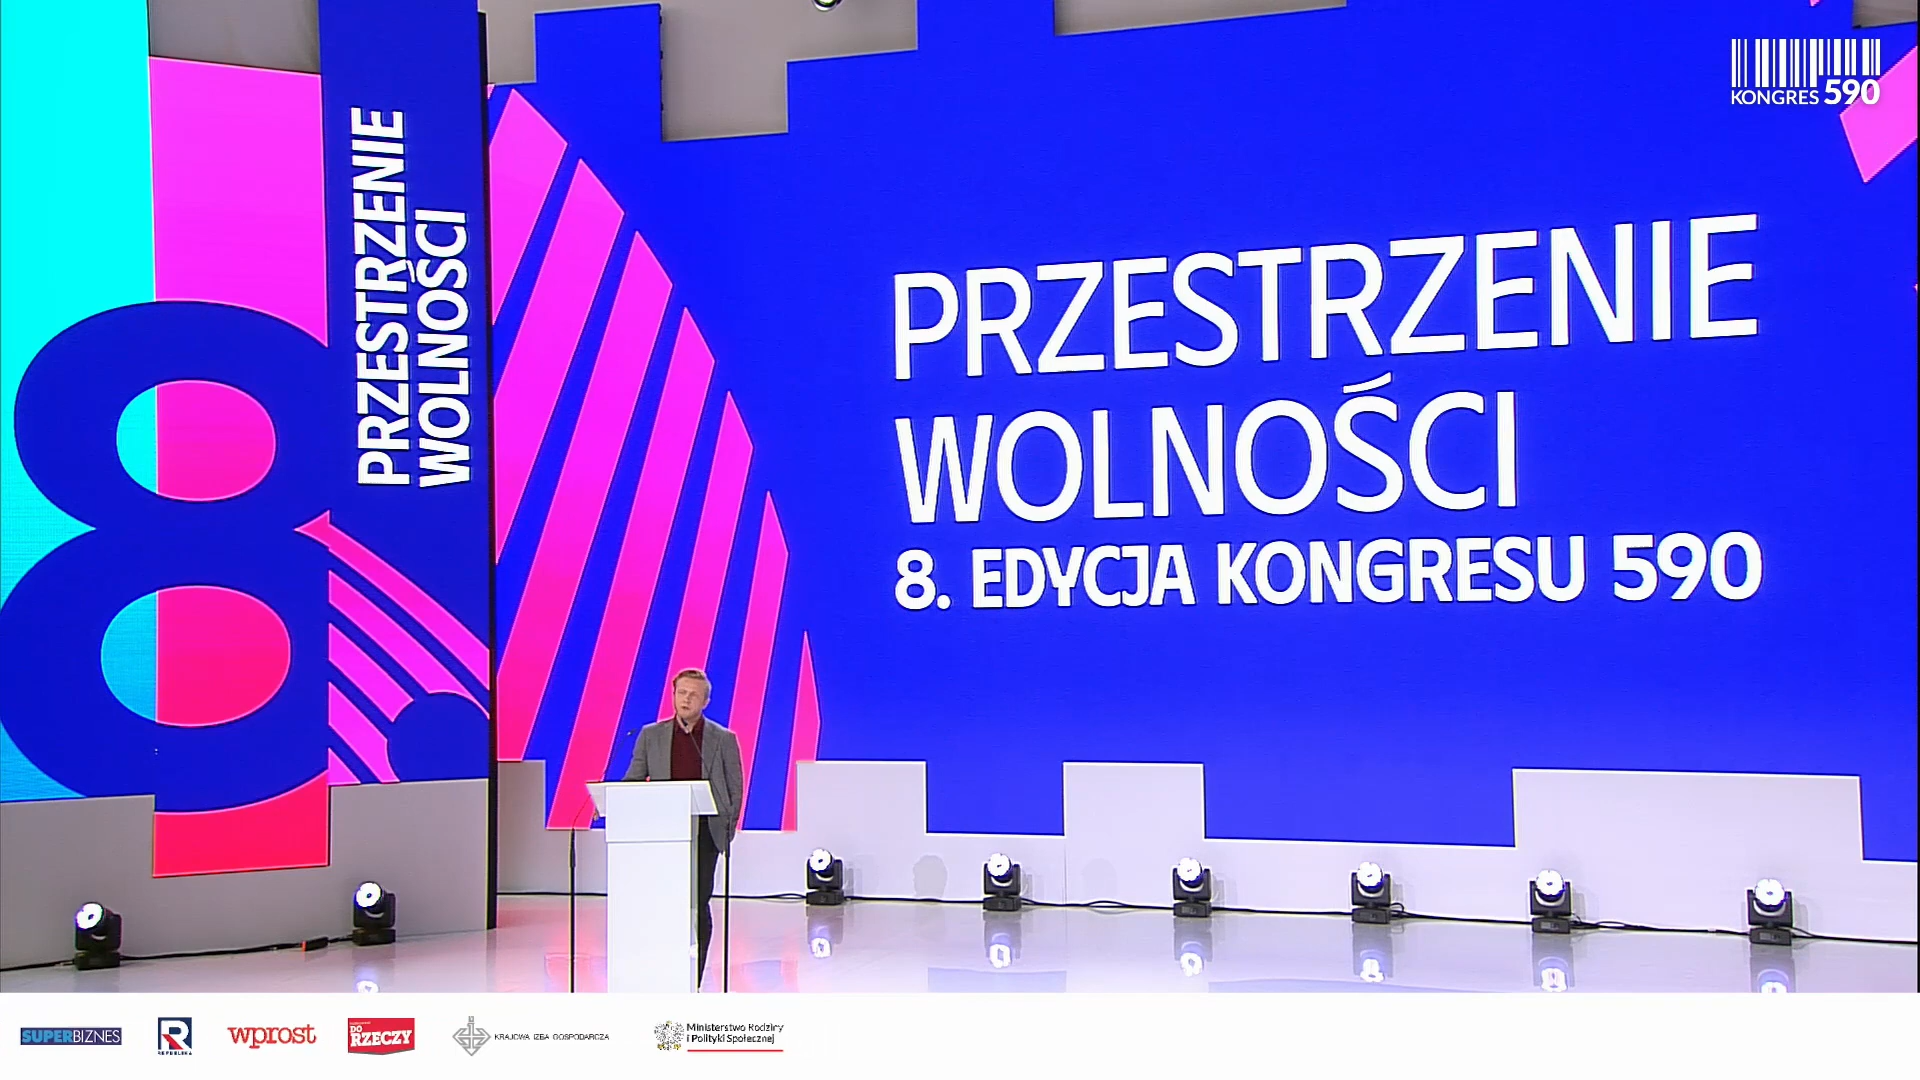 KONGRES 590
PRZESTRZENIE
WOLNOŚCI
PRZESTRZENIE
WOLNOŚCI
8. EDYCJA KONGRESU 590
8
SUPERBIZNES
R
REPUBLIKA
wprost
DO
RZECZY
KRAJOWA IZBA GOSPODARCZA
Ministerstwo Rodziny
i Polityki Społecznej